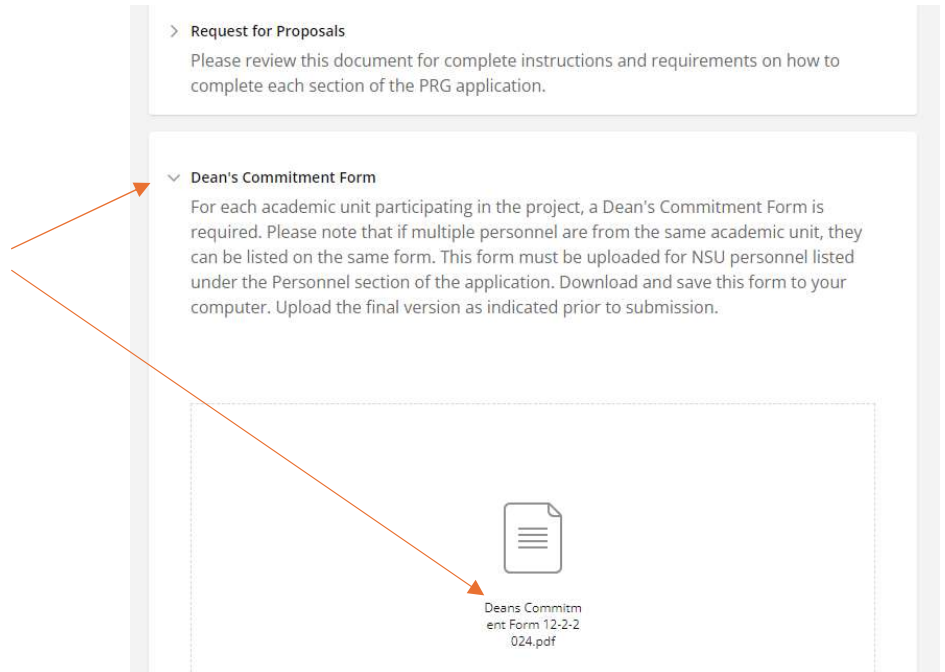 Request for Proposals
Please review this document for complete instructions and requirements on how to
complete each section of the PRG application.
Dean's Commitment Form
For each academic unit participating in the project, a Dean's Commitment Form is
required. Please note that if multiple personnel are from the same academic unit, they
can be listed on the same form. This form must be uploaded for NSU personnel listed
under the Personnel section of the application. Download and save this form to your
computer. Upload the final version as indicated prior to submission.
Deans Commitm
ent Form 12-2-2
024.pdf